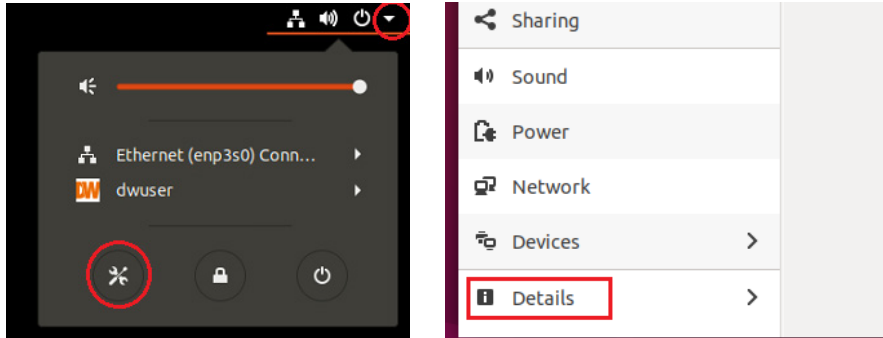 Ethernet (enp3s0) Conn...
DW dwuser
Sharing
Sound
Power
Network
Devices
Details